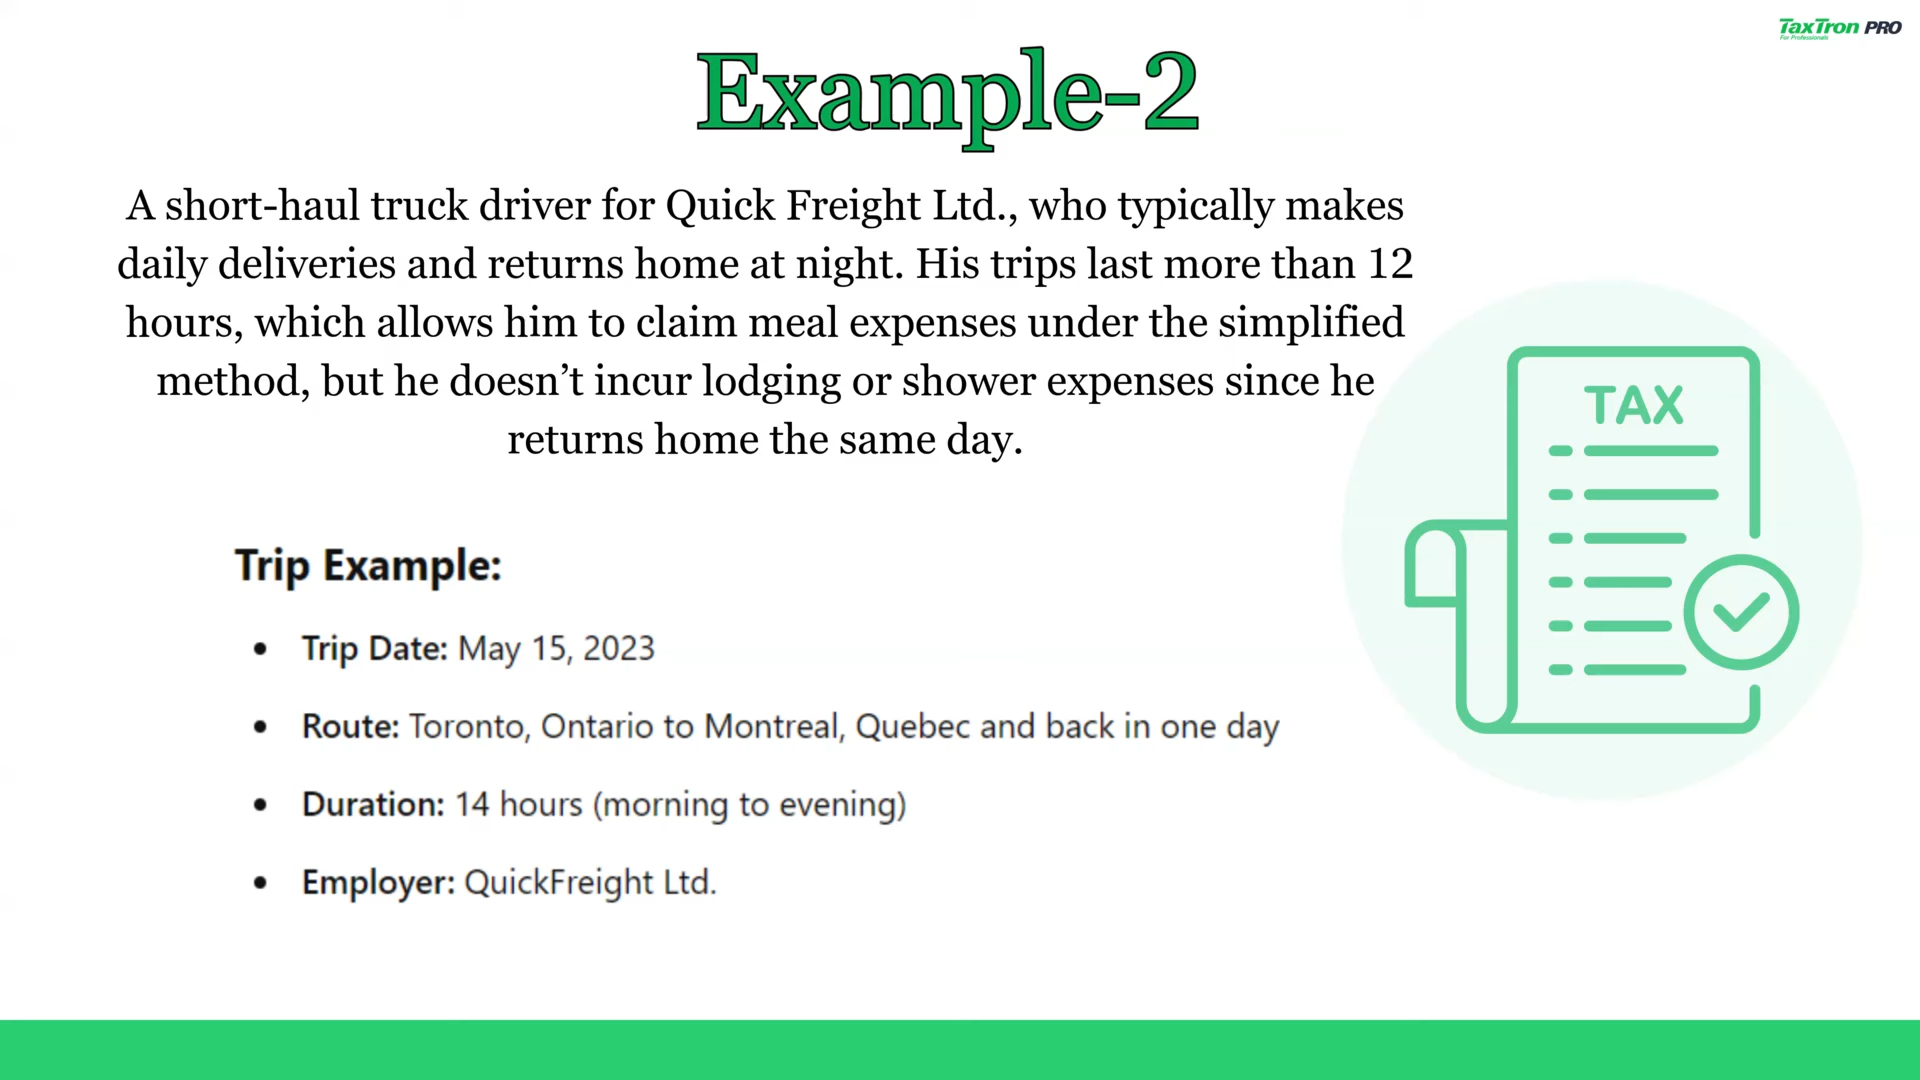 TaxTron PRO
For Professionals
Example-2
A short-haul truck driver for Quick Freight Ltd., who typically makes
daily deliveries and returns home at night. His trips last more than 12
hours, which allows him to claim meal expenses under the simplified
method, but he doesn’t incur lodging or shower expenses since he
returns home the same day.
TAX
Trip Example:
• Trip Date: May 15, 2023
• Route: Toronto, Ontario to Montreal, Quebec and back in one day
• Duration: 14 hours (morning to evening)
• Employer: QuickFreight Ltd.